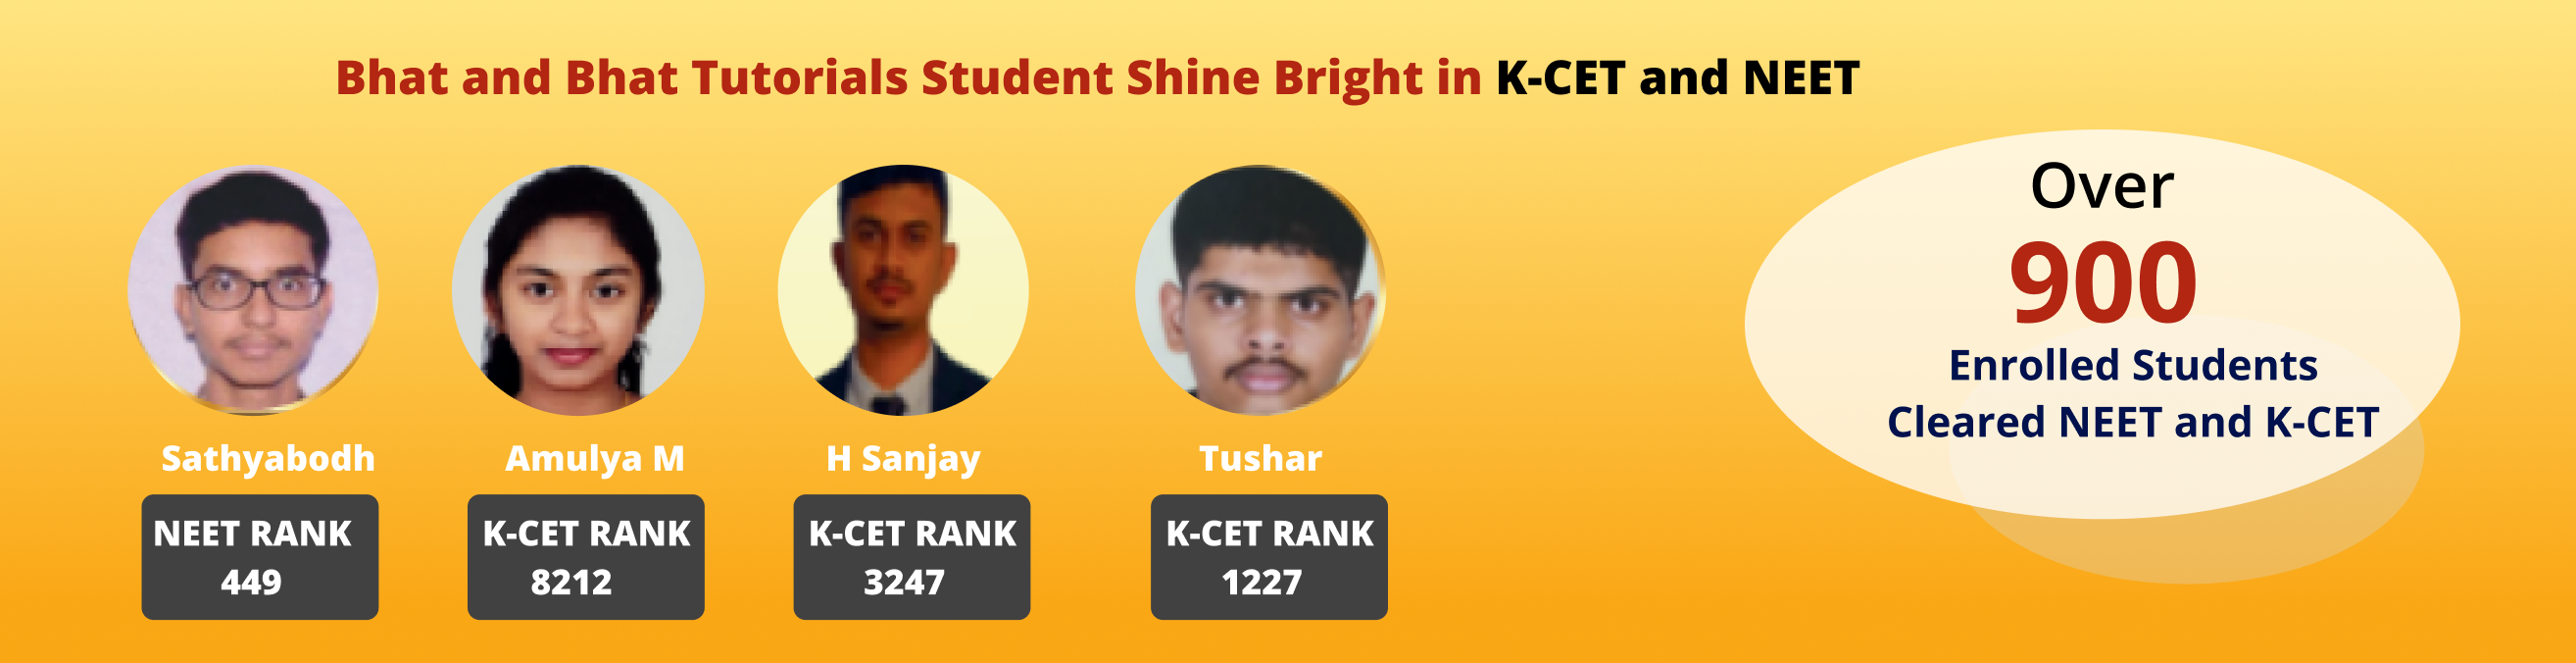 Bhat and Bhat Tutorials Student Shine Bright in K-CET and NEET
Sathyabodh
NEET RANK
449
Amulya M
K-CET RANK
8212
H Sanjay
K-CET RANK
3247
Tushar
K-CET RANK
1227
Over
900
Enrolled Students
Cleared NEET and K-CET